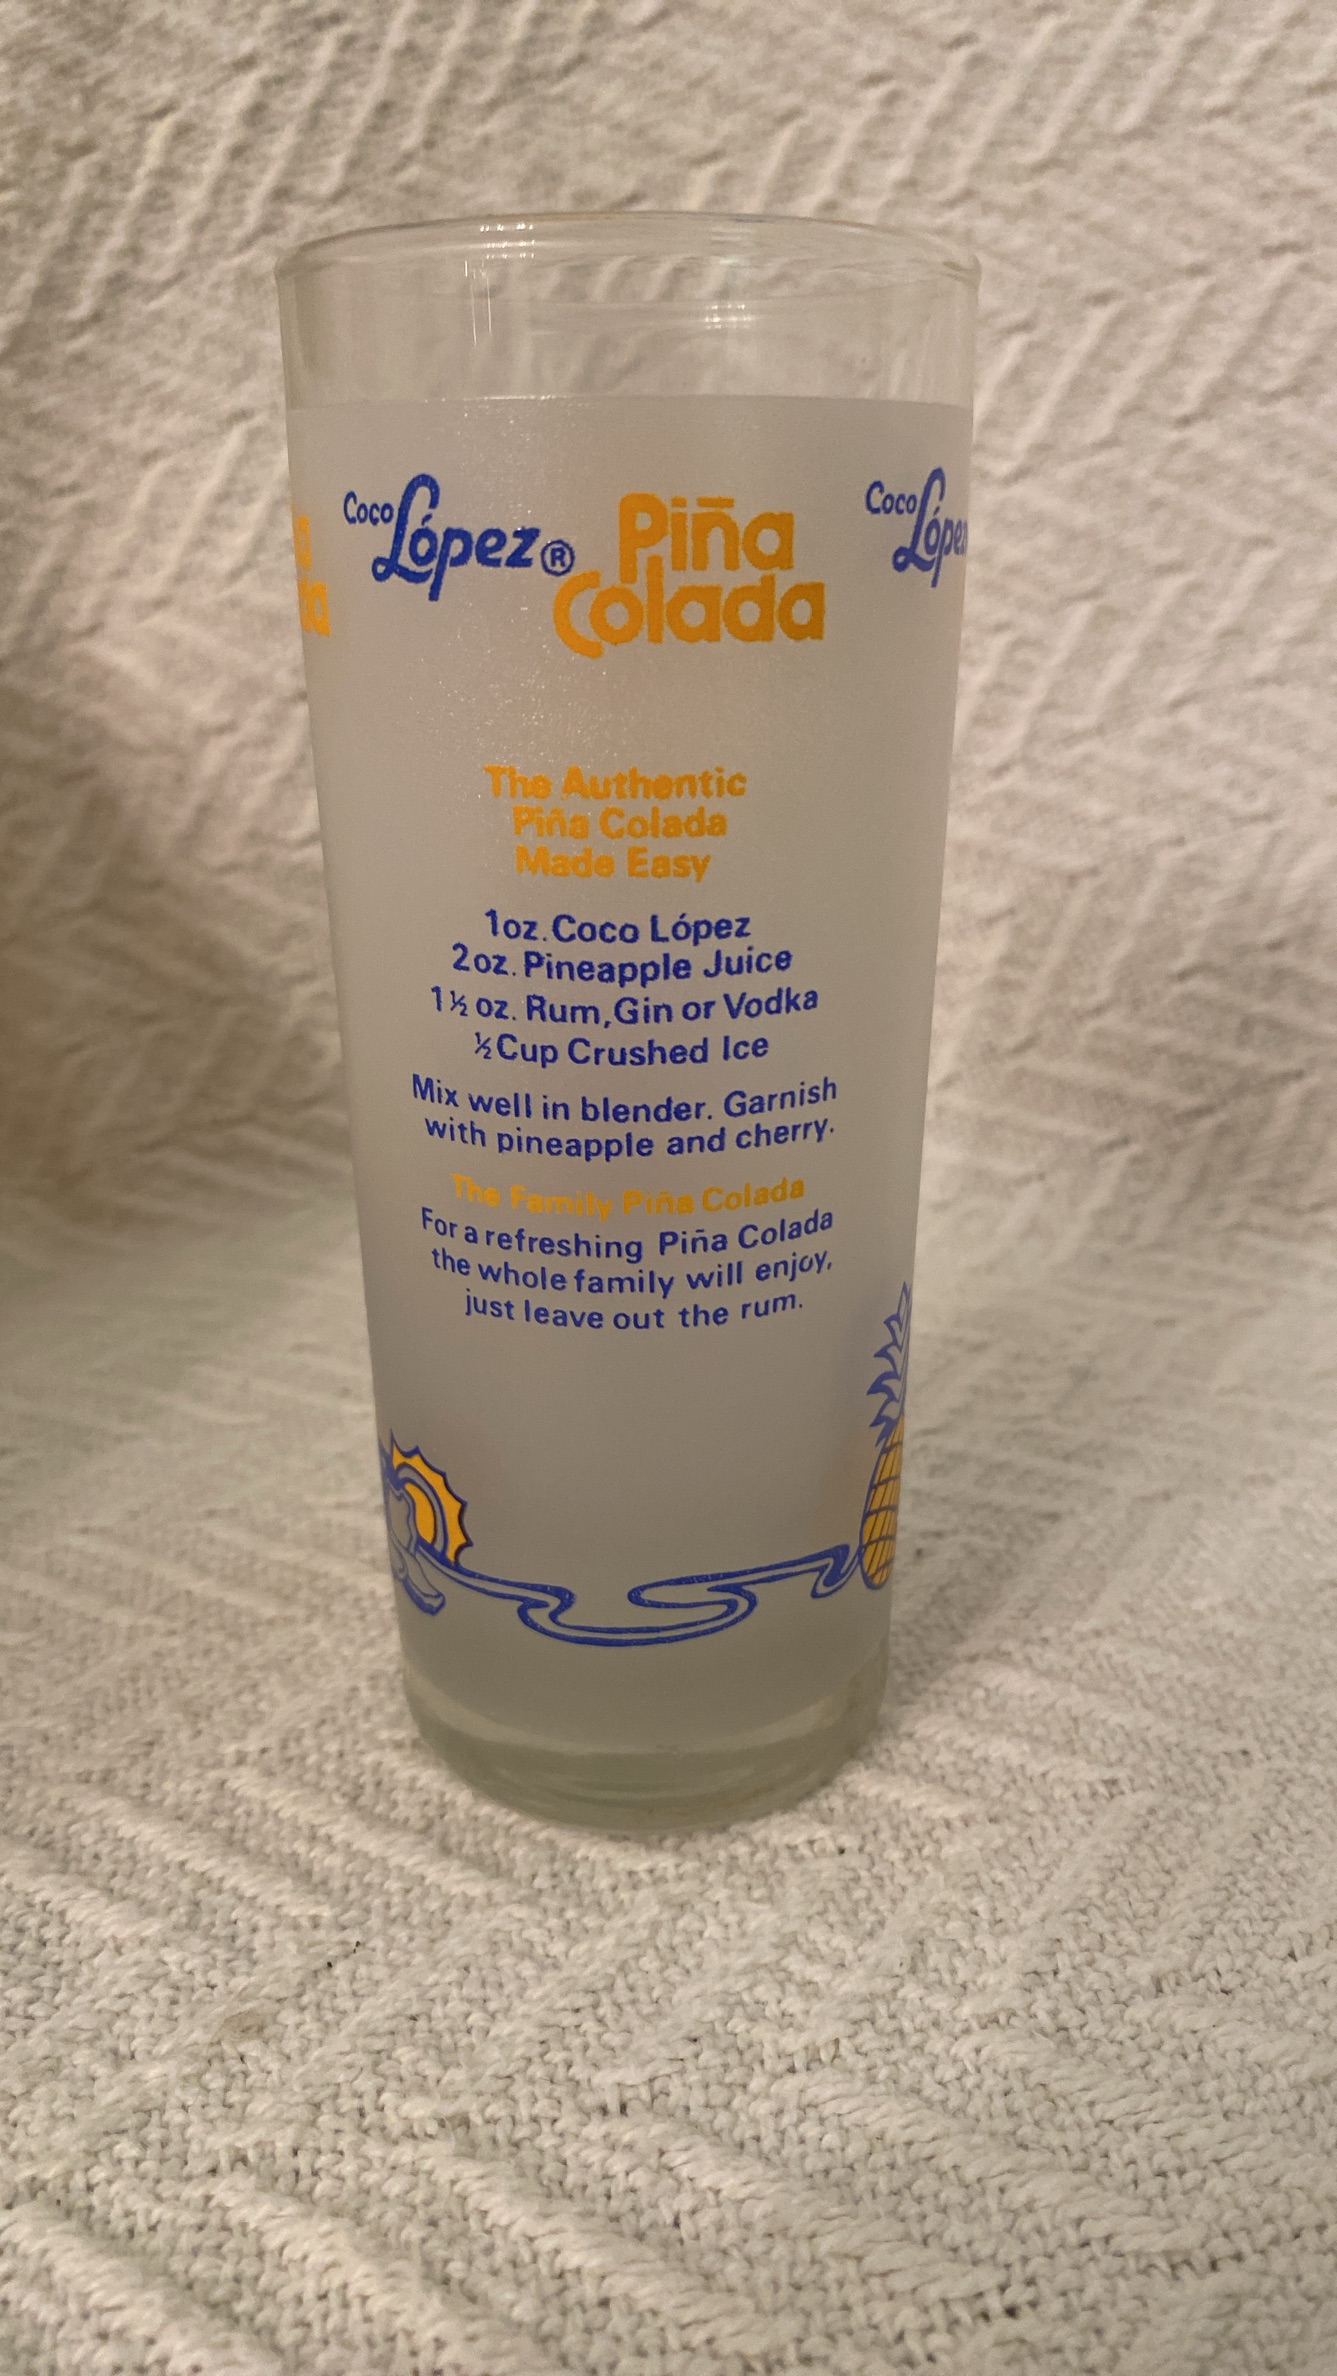 Coco López® Piña
Colada
Coco López
The Authentic
Piña Colada
Made Easy
1oz. Coco López
2oz. Pineapple Juice
1½ oz. Rum, Gin or Vodka
½ Cup Crushed Ice
Mix well in blender. Garnish
with pineapple and cherry.
The Family Piña Colada
For a refreshing Piña Colada
the whole family will enjoy,
just leave out the rum.